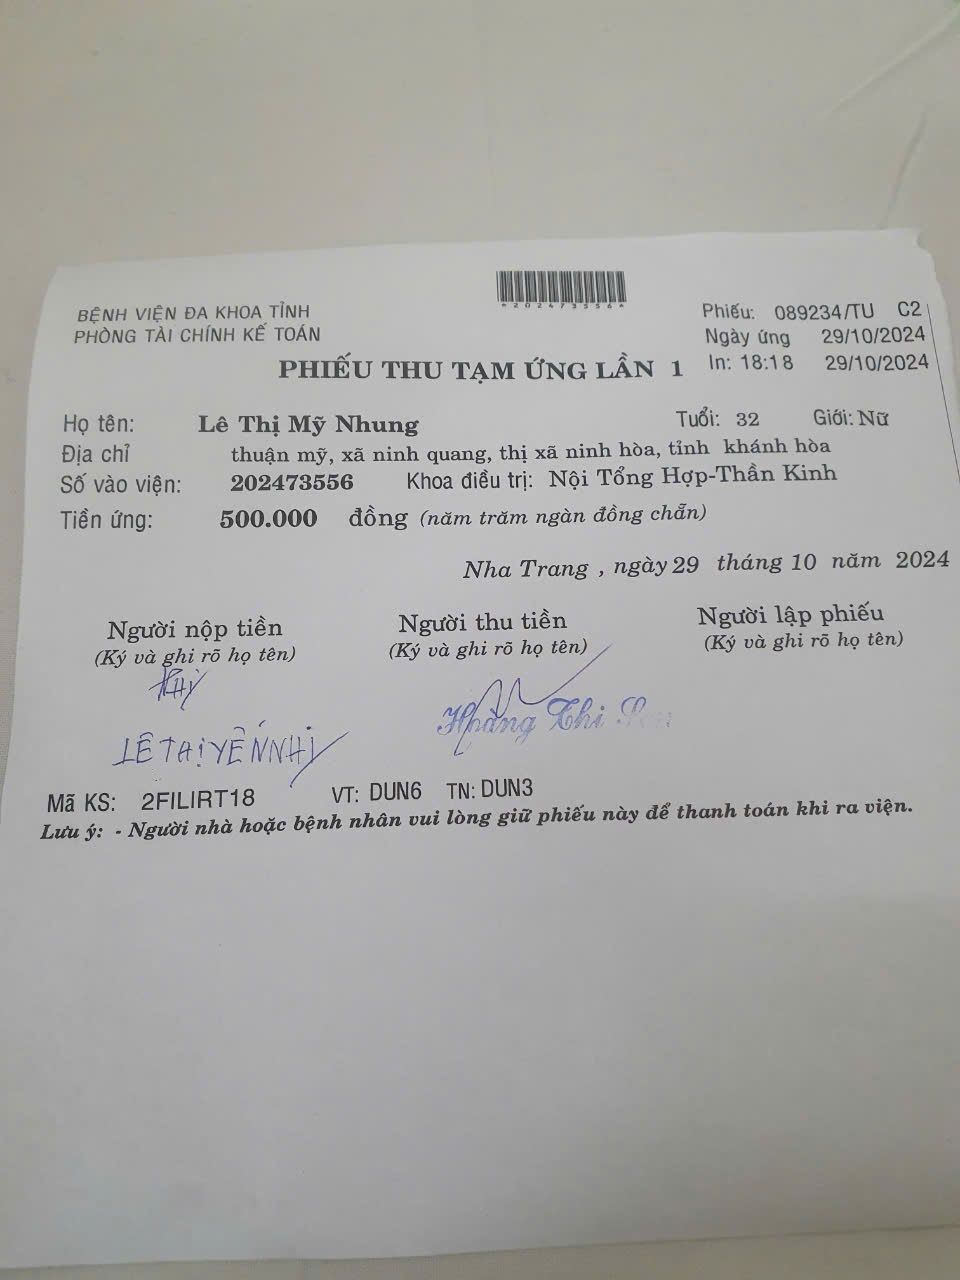 BỆNH VIỆN ĐA KHOA TỈNH
PHÒNG TÀI CHÍNH KẾ TOÁN
*202473556*
Phiếu: 089234/TU C2
Ngày ứng 29/10/2024
In: 18:18 29/10/2024
PHIẾU THU TẠM ỨNG LẦN 1
Họ tên: Lê Thị Mỹ Nhung Tuổi: 32 Giới: Nữ
Địa chỉ thuận mỹ, xã ninh quang, thị xã ninh hòa, tỉnh khánh hòa
Số vào viện: 202473556 Khoa điều trị: Nội Tổng Hợp-Thần Kinh
Tiền ứng: 500.000 đồng (năm trăm ngàn đồng chẵn)
Nha Trang , ngày 29 tháng 10 năm 2024
Người nộp tiền Người thu tiền Người lập phiếu
(Ký và ghi rõ họ tên) (Ký và ghi rõ họ tên) (Ký và ghi rõ họ tên)
Nhị
LÊ THỊ YẾN NHỊ Hoàng Thi
Mã KS: 2FILIRT18 VT: DUN6 TN: DUN3
Lưu ý: - Người nhà hoặc bệnh nhân vui lòng giữ phiếu này để thanh toán khi ra viện.